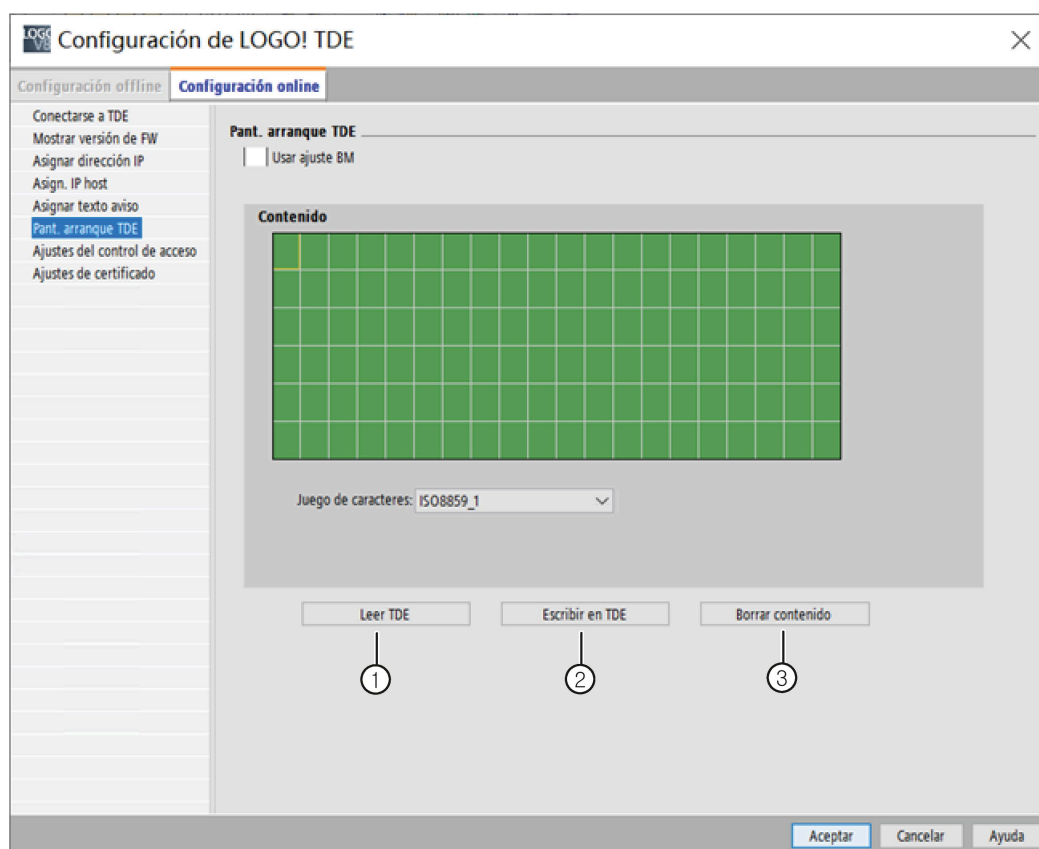 LOGO V8 Configuración de LOGO! TDE
Configuración offline Configuración online
Conectarse a TDE
Mostrar versión de FW
Asignar dirección IP
Asign. IP host
Asignar texto aviso
Pant. arranque TDE
Ajustes del control de acceso
Ajustes de certificado
Pant. arranque TDE
Usar ajuste BM
Contenido
Juego de caracteres: ISO8859_1
Leer TDE Escribir en TDE Borrar contenido
1 2 3
Aceptar Cancelar Ayuda